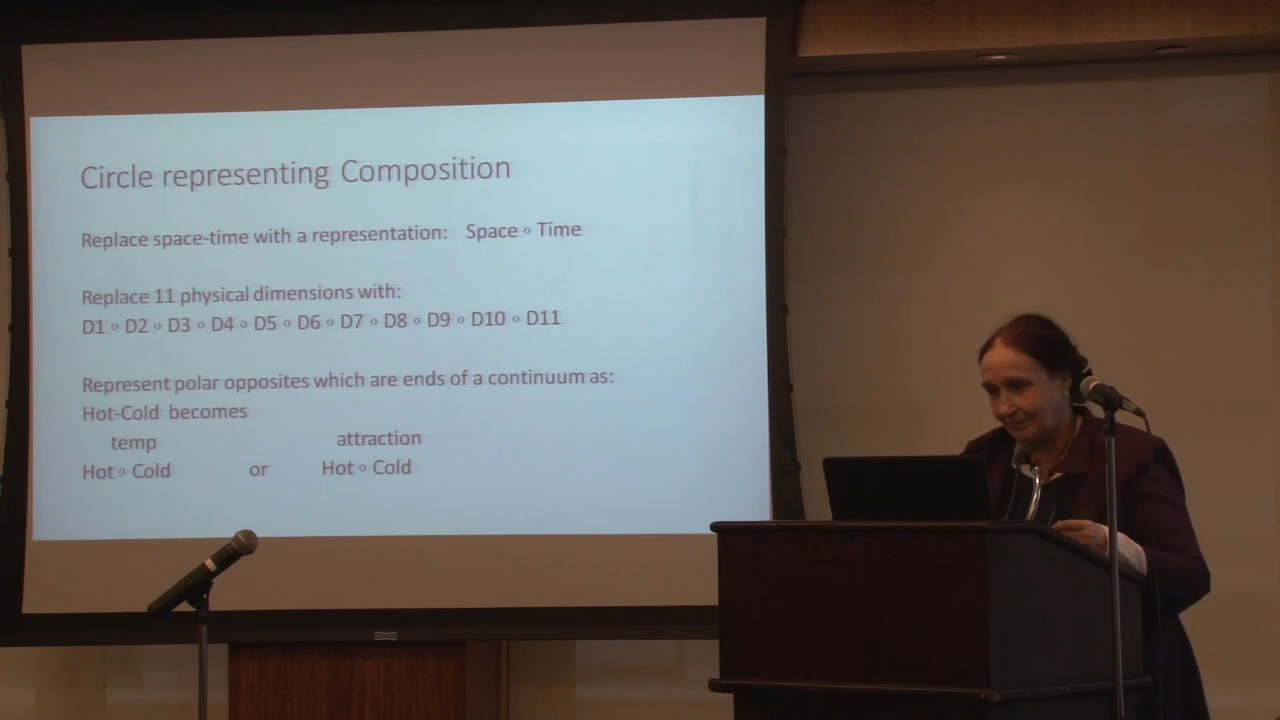 Circle representing Composition
Replace space-time with a representation: Space ∘ Time
Replace 11 physical dimensions with:
D1 ∘ D2 ∘ D3 ∘ D4 ∘ D5 ∘ D6 ∘ D7 ∘ D8 ∘ D9 ∘ D10 ∘ D11
Represent polar opposites which are ends of a continuum as:
Hot-Cold becomes
temp attraction
Hot ∘ Cold or Hot ∘ Cold